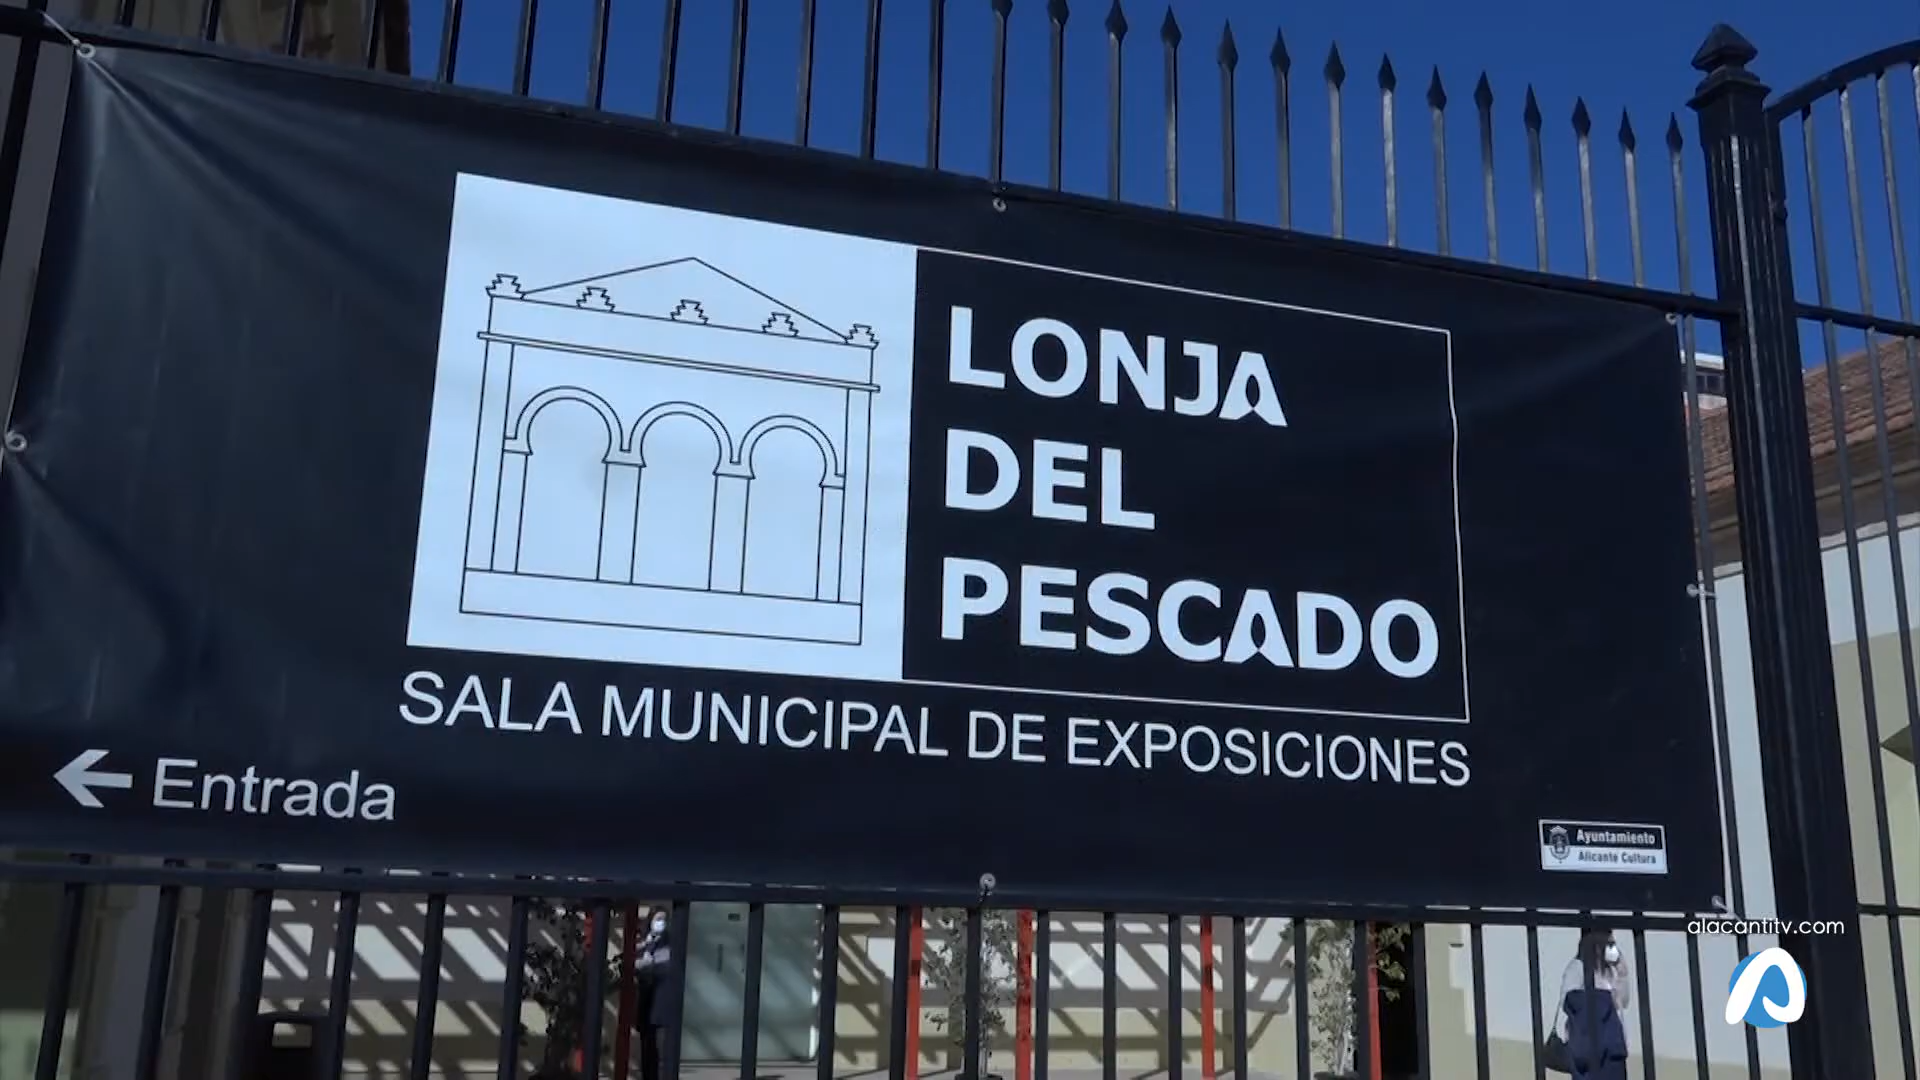 LONJA
DEL
PESCADO
SALA MUNICIPAL DE EXPOSICIONES
← Entrada
Ayuntamiento
Alicante Cultura
alacantitv.com